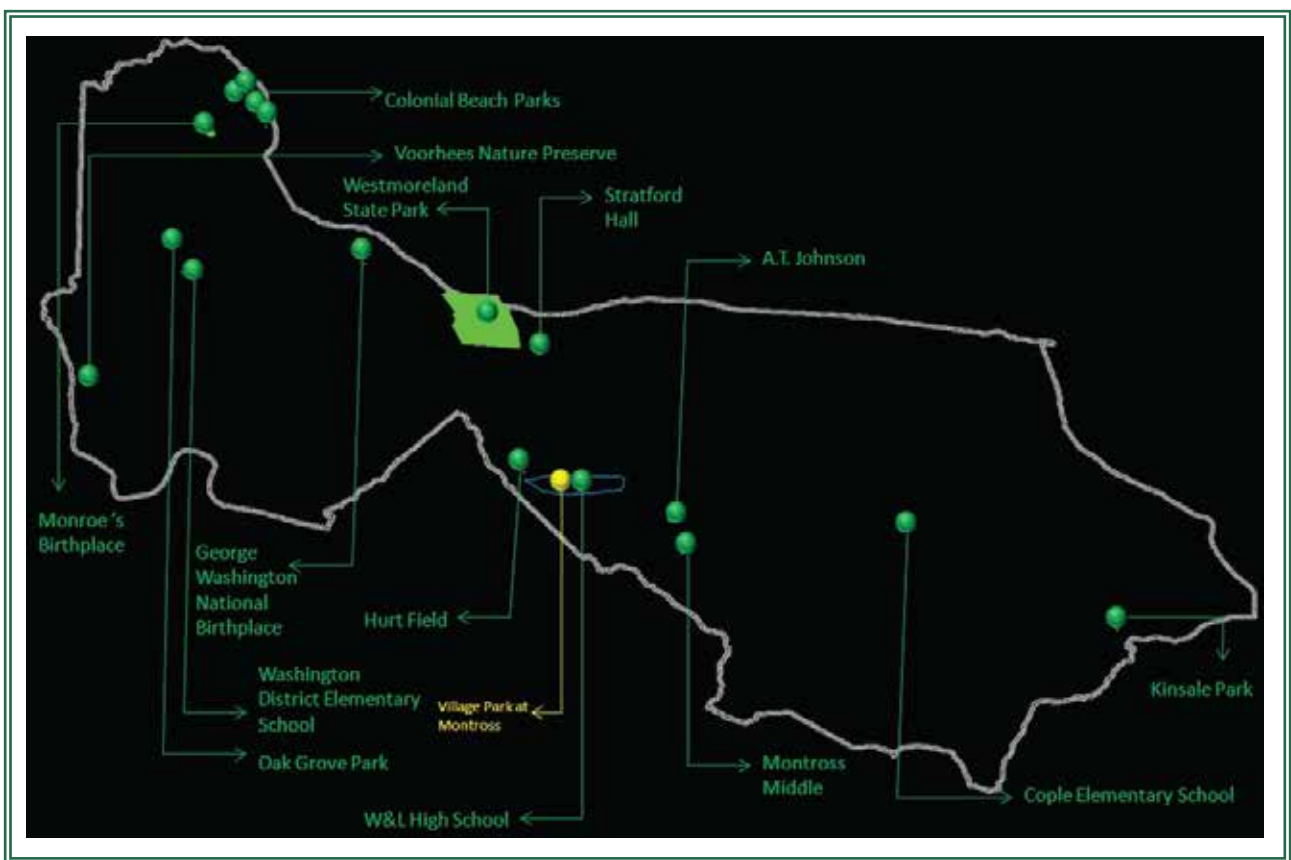 Colonial Beach Parks
Voorhees Nature Preserve
Westmoreland
State Park
Stratford
Hall
A.T. Johnson
Monroe's
Birthplace
George
Washington
National
Birthplace
Hurt Field
Washington
District Elementary
School
Village Park at
Montross
Kinsale Park
Oak Grove Park
Montross
Middle
Cople Elementary School
W&L High School